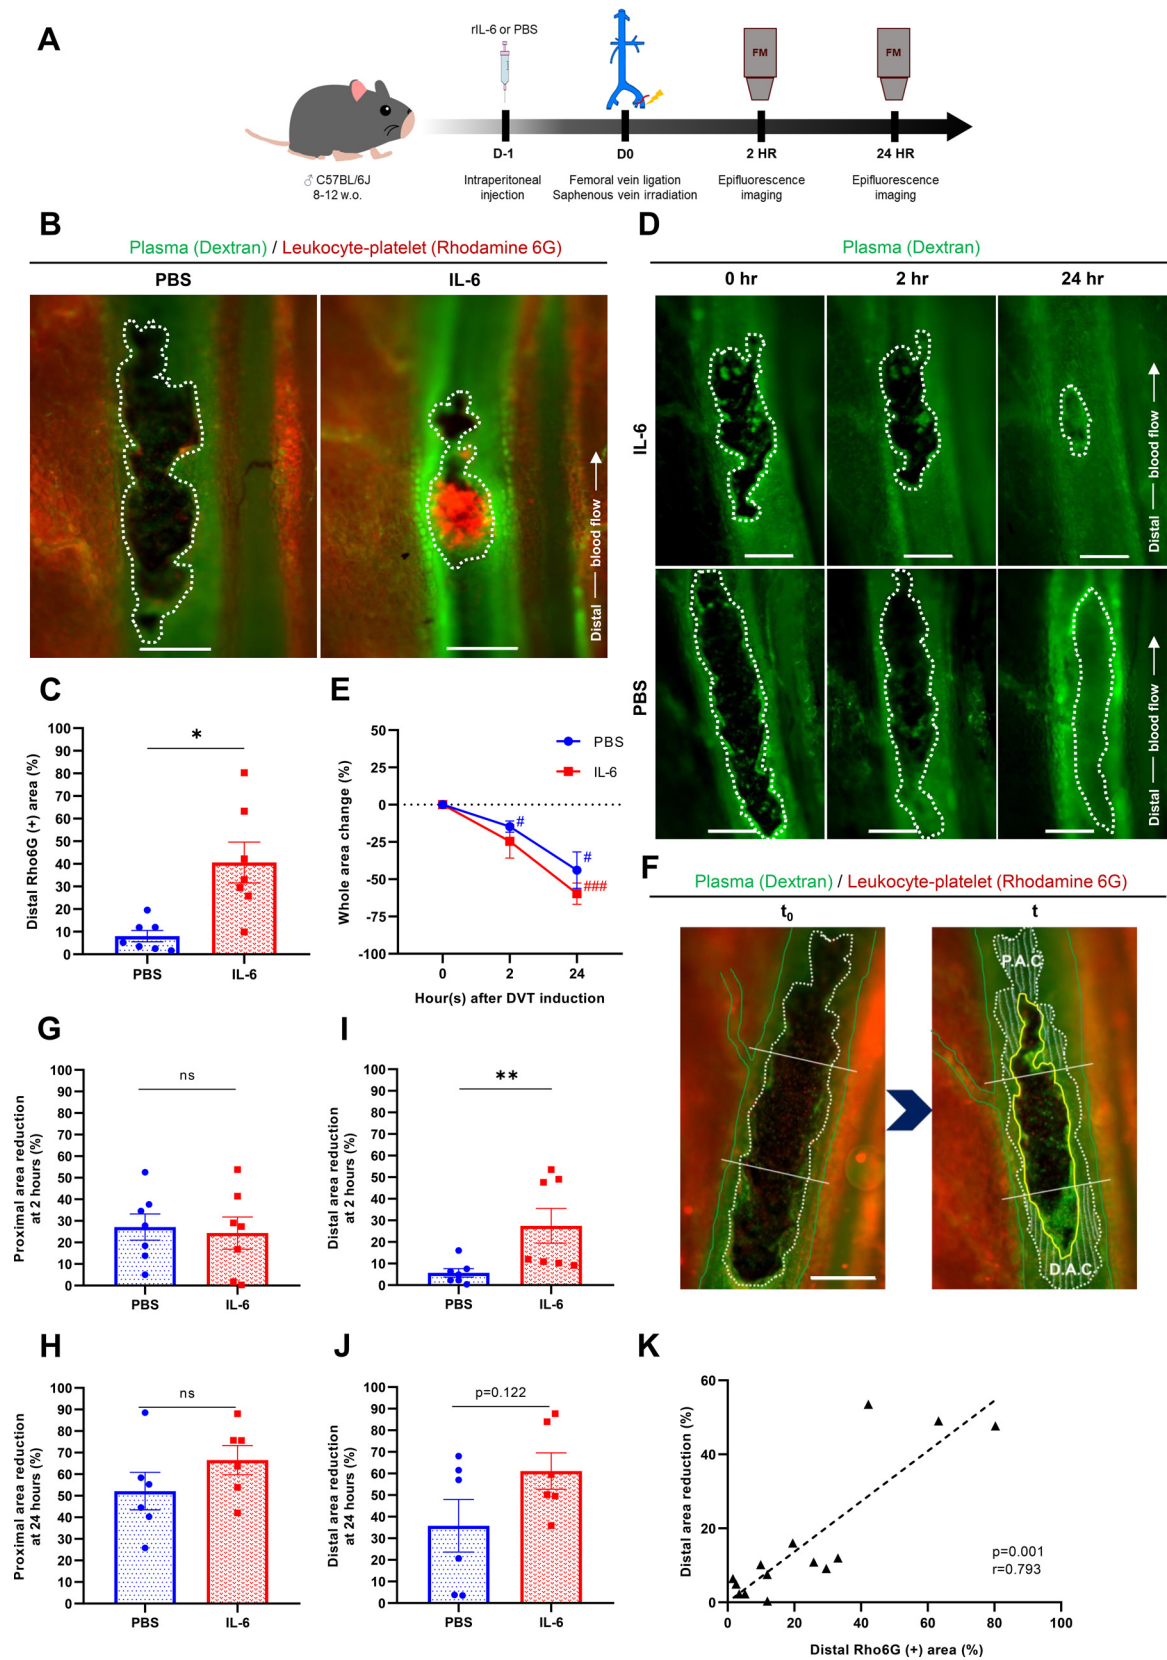 A
rIL-6 or PBS
FM
FM
D-1
D0
2 HR
24 HR
♂ C57BL/6J
8-12 w.o.
Intraperitoneal
injection
Femoral vein ligation
Saphenous vein irradiation
Epifluorescence
imaging
Epifluorescence
imaging
B
Plasma (Dextran) / Leukocyte-platelet (Rhodamine 6G)
PBS
IL-6
Distal
blood flow
D
Plasma (Dextran)
0 hr
2 hr
24 hr
IL-6
Distal
blood flow
PBS
Distal
blood flow
C
Distal Rho6G (+) area (%)
100
90
80
70
60
50
40
30
20
10
0
*
PBS
IL-6
E
Whole area change (%)
50
25
0
-25
-50
-75
-100
PBS
IL-6
#
#
###
0
2
24
Hour(s) after DVT induction
F
Plasma (Dextran) / Leukocyte-platelet (Rhodamine 6G)
t0
t
P.A.C
D.A.C
G
Proximal area reduction
at 2 hours (%)
100
90
80
70
60
50
40
30
20
10
0
ns
PBS
IL-6
I
Distal area reduction
at 2 hours (%)
100
90
80
70
60
50
40
30
20
10
0
**
PBS
IL-6
H
Proximal area reduction
at 24 hours (%)
100
90
80
70
60
50
40
30
20
10
0
ns
PBS
IL-6
J
Distal area reduction
at 24 hours (%)
100
90
80
70
60
50
40
30
20
10
0
p=0.122
PBS
IL-6
K
Distal area reduction (%)
60
40
20
0
p=0.001
r=0.793
0
20
40
60
80
100
Distal Rho6G (+) area (%)